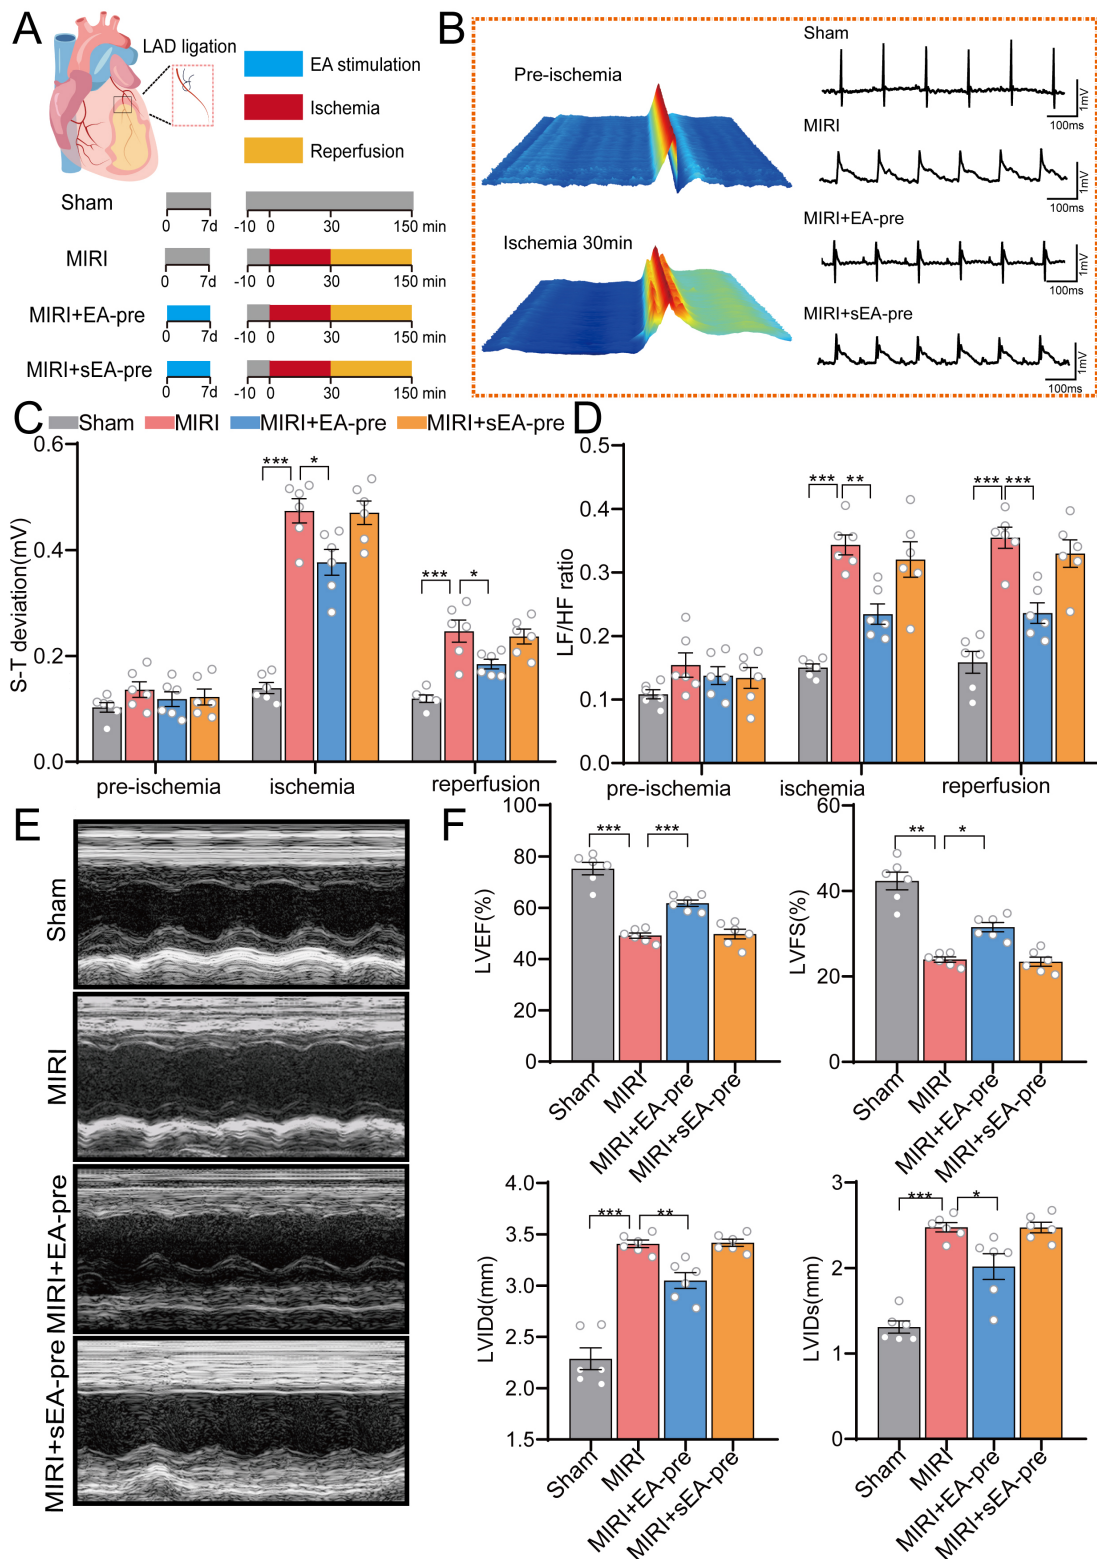 A
LAD ligation
EA stimulation
Ischemia
Reperfusion
Sham
0 7d -10 0 30 150 min
MIRI
0 7d -10 0 30 150 min
MIRI+EA-pre
0 7d -10 0 30 150 min
MIRI+sEA-pre
0 7d -10 0 30 150 min
B
Pre-ischemia
Ischemia 30min
Sham
1mV
100ms
MIRI
1mV
100ms
MIRI+EA-pre
1mV
100ms
MIRI+sEA-pre
1mV
100ms
C
Sham MIRI MIRI+EA-pre MIRI+sEA-pre
S-T deviation(mV)
0.6
0.4
0.2
0.0
*** *
*** *
pre-ischemia ischemia reperfusion
D
LF/HF ratio
0.5
0.4
0.3
0.2
0.1
0.0
*** **
*** ***
pre-ischemia ischemia reperfusion
E
Sham
MIRI
MIRI+EA-pre
MIRI+sEA-pre
F
LVEF(%)
100
80
60
40
20
0
*** ***
Sham MIRI MIRI+EA-pre MIRI+sEA-pre
LVFS(%)
60
40
20
0
** *
Sham MIRI MIRI+EA-pre MIRI+sEA-pre
LVIDd(mm)
4.0
3.5
3.0
2.5
2.0
1.5
*** **
Sham MIRI MIRI+EA-pre MIRI+sEA-pre
LVIDs(mm)
3
2
1
0
*** *
Sham MIRI MIRI+EA-pre MIRI+sEA-pre